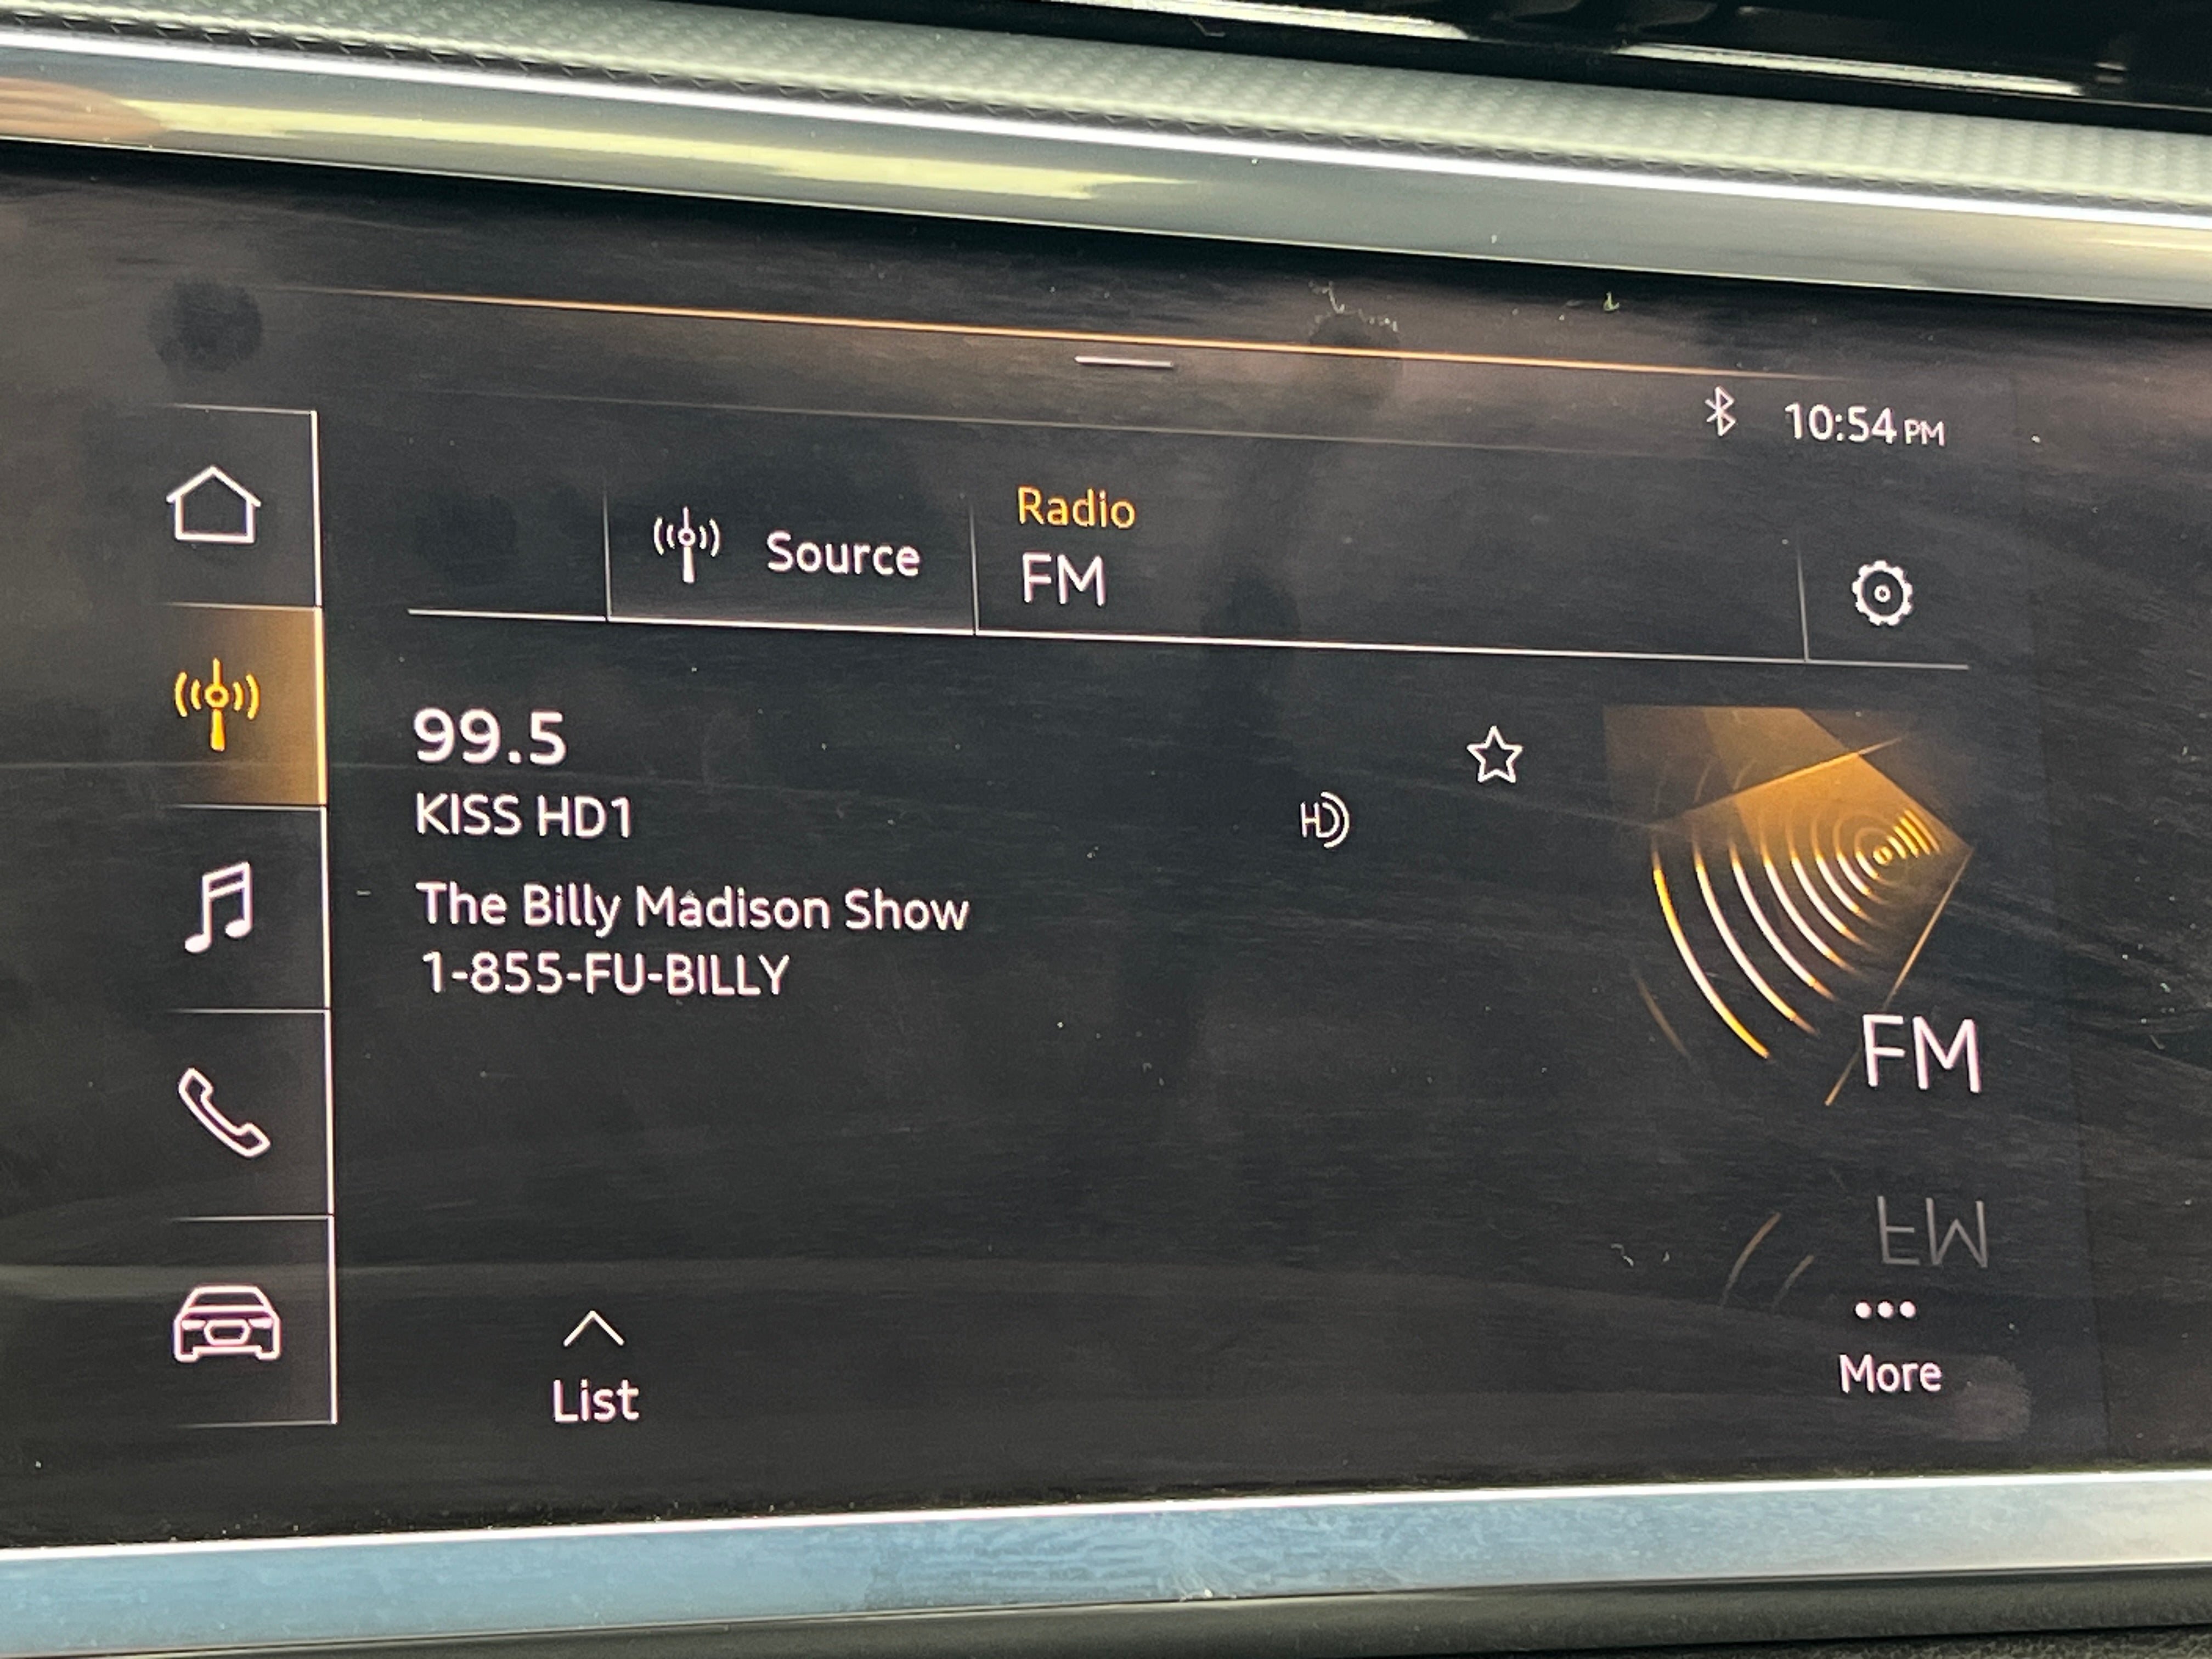 10:54 PM
Source
Radio
FM
99.5
KISS HD1
HD
The Billy Madison Show
1-855-FU-BILLY
FM
FM
List
More